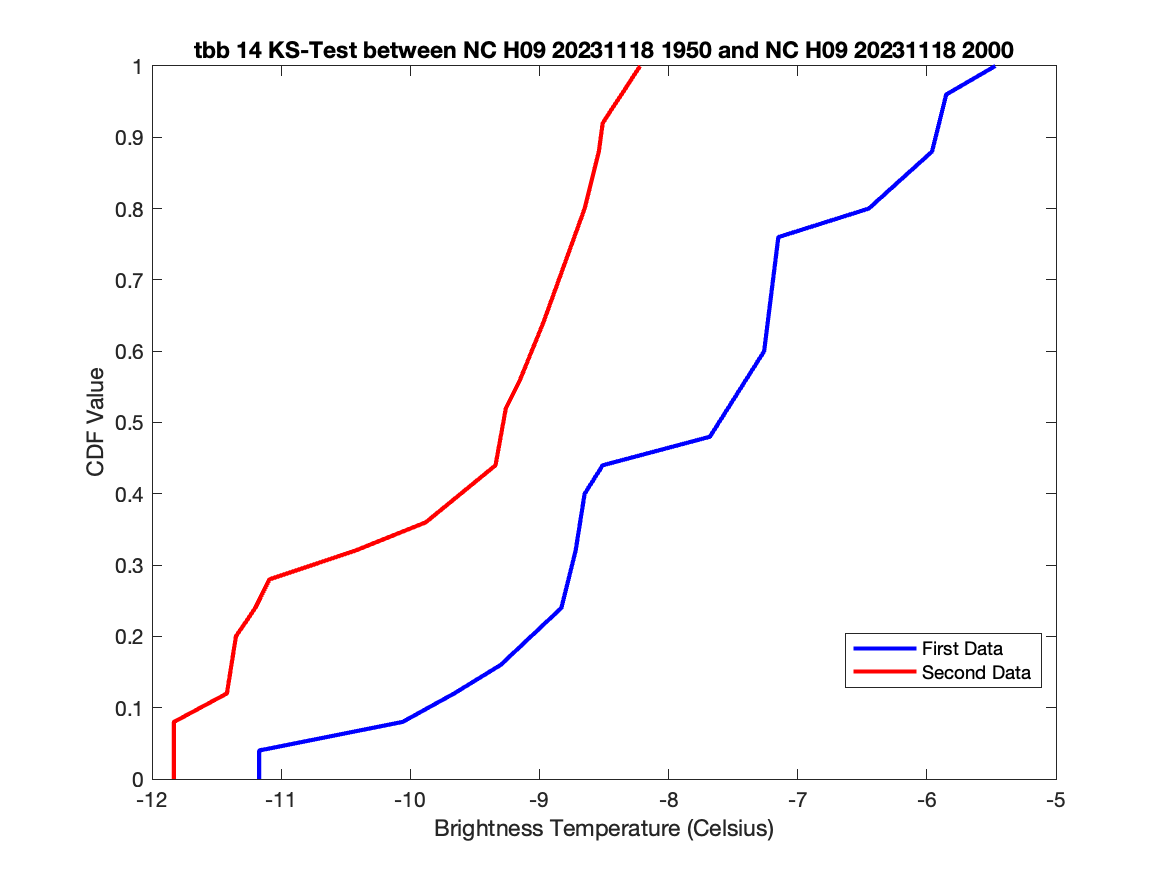 tbb 14 KS-Test between NC H09 20231118 1950 and NC H09 20231118 2000
1
0.9
0.8
0.7
0.6
0.5
0.4
0.3
0.2
0.1
0
CDF Value
First Data
Second Data
-12 -11 -10 -9 -8 -7 -6 -5
Brightness Temperature (Celsius)